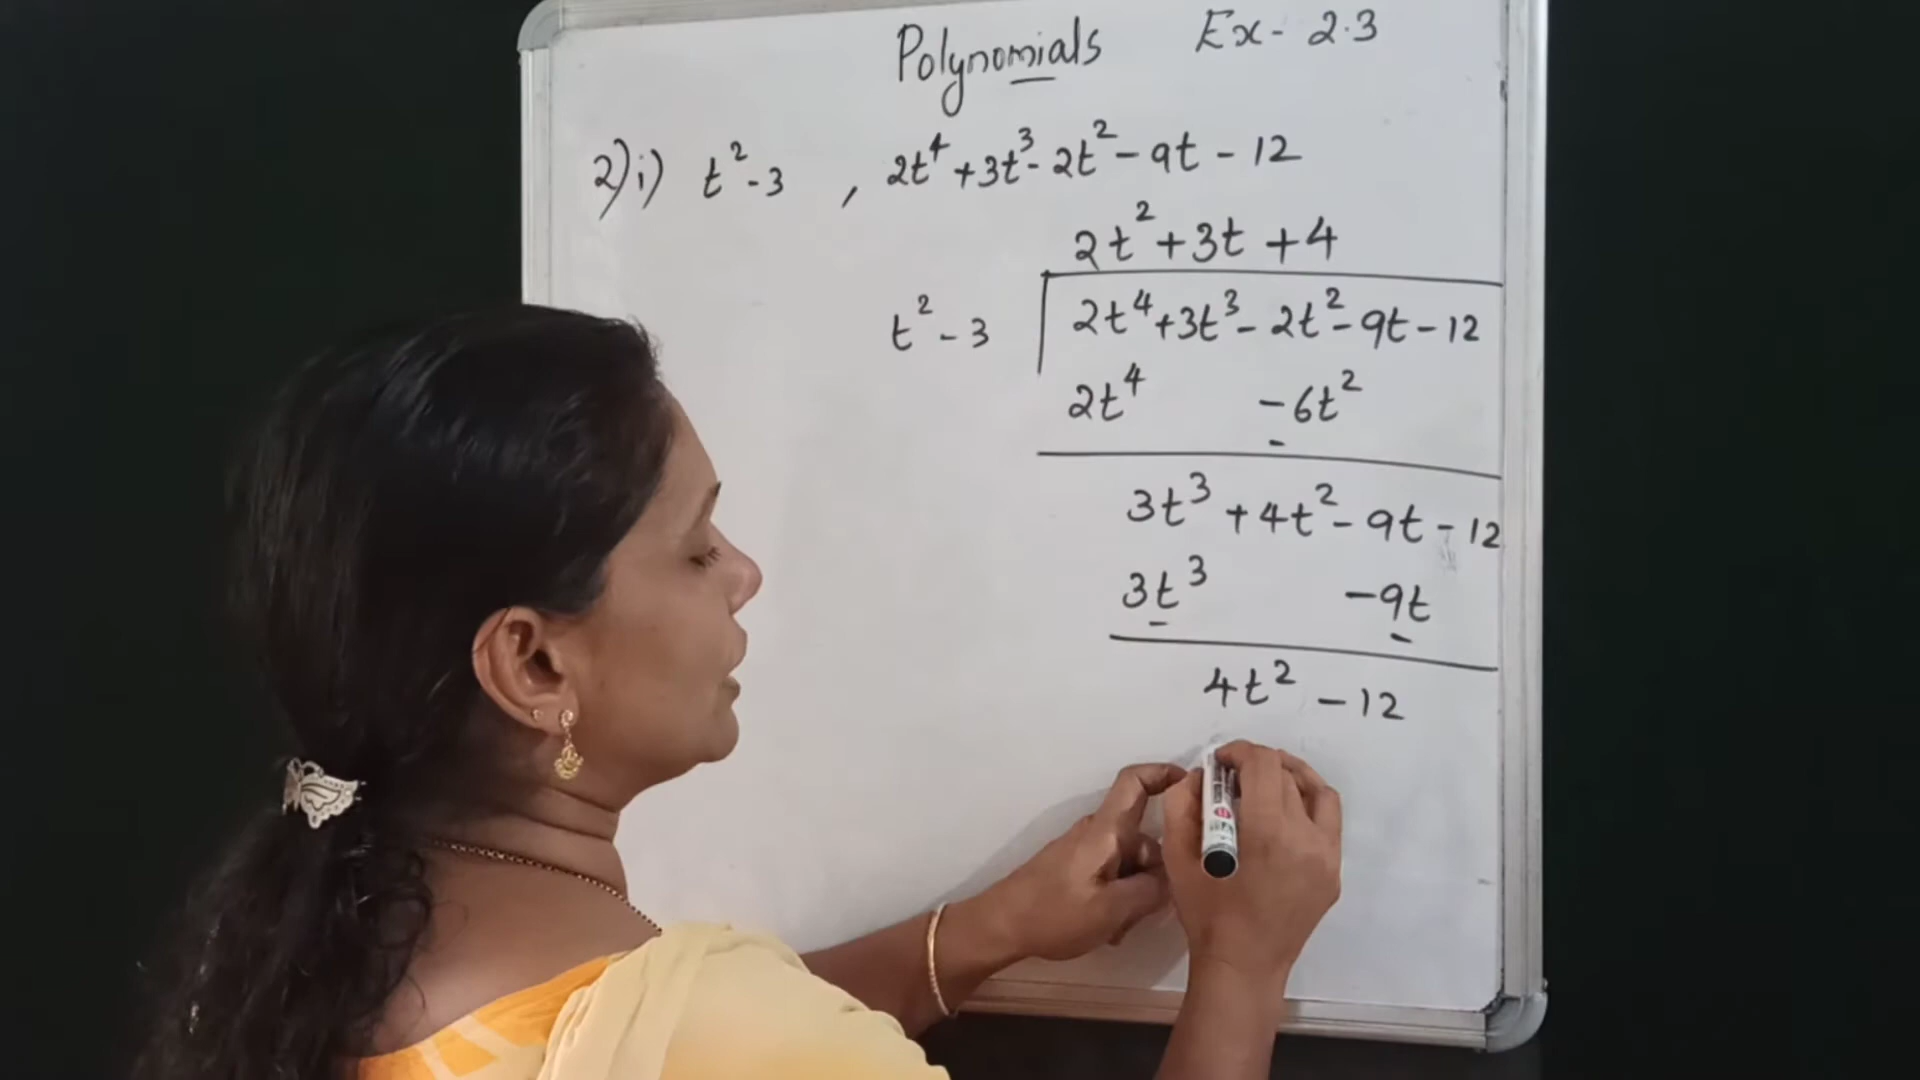 Polynomials Ex - 2.3
2) i) t² - 3 , 2t⁴ + 3t³ - 2t² - 9t - 12
2t² + 3t + 4
t² - 3 2t⁴ + 3t³ - 2t² - 9t - 12
2t⁴ - 6t²
-
3t³ + 4t² - 9t - 12
3t³ - 9t
- -
4t² - 12